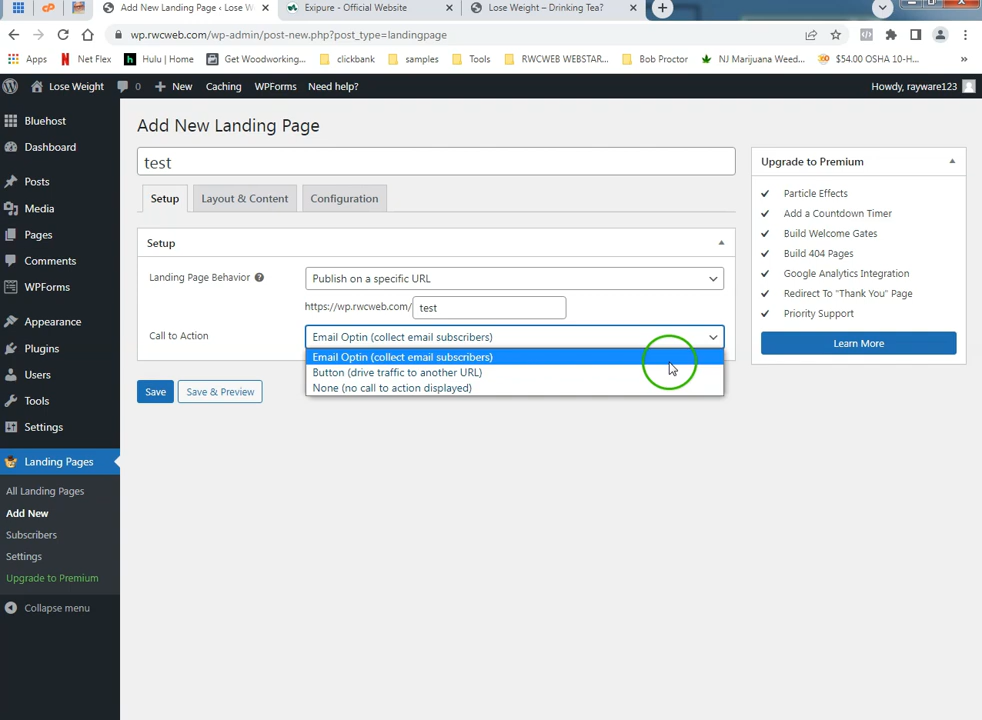 Add New Landing Page ‹ Lose W
Exipure - Official Website
Lose Weight – Drinking Tea?
wp.rwcweb.com/wp-admin/post-new.php?post_type=landingpage
Apps
Net Flex
Hulu | Home
Get Woodworking...
clickbank
samples
Tools
RWCWEB WEBSTAR...
Bob Proctor
NJ Marijuana Weed...
$54.00 OSHA 10-H...
»
Lose Weight
0
New
Caching
WPForms
Need help?
Howdy, rayware123
Bluehost
Dashboard
Posts
Media
Pages
Comments
WPForms
Appearance
Plugins
Users
Tools
Settings
Landing Pages
All Landing Pages
Add New
Subscribers
Settings
Upgrade to Premium
Collapse menu
Add New Landing Page
test
Setup
Layout & Content
Configuration
Setup
Landing Page Behavior
Publish on a specific URL
https://wp.rwcweb.com/
test
Call to Action
Email Optin (collect email subscribers)
Email Optin (collect email subscribers)
Button (drive traffic to another URL)
None (no call to action displayed)
Save
Save & Preview
Upgrade to Premium
Particle Effects
Add a Countdown Timer
Build Welcome Gates
Build 404 Pages
Google Analytics Integration
Redirect To "Thank You" Page
Priority Support
Learn More